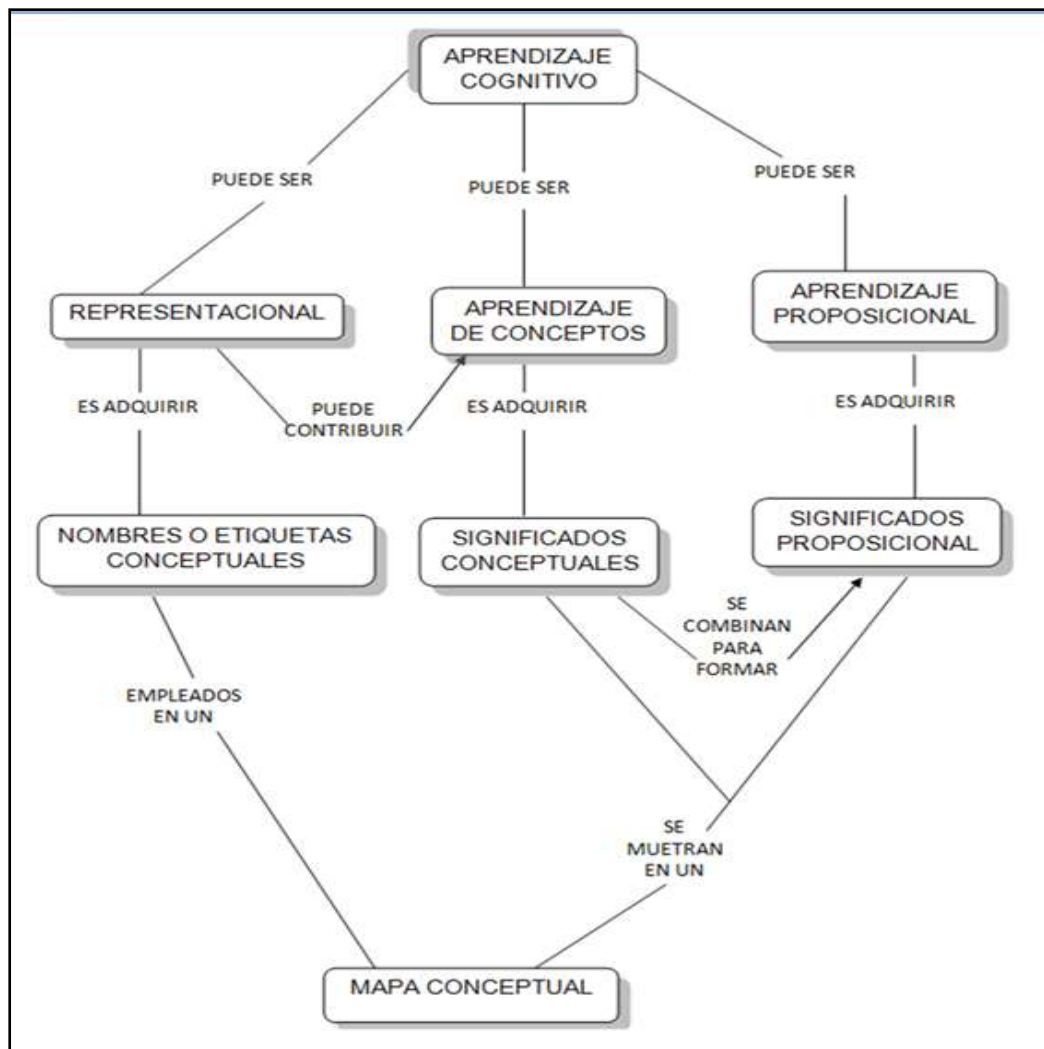 APRENDIZAJE
COGNITIVO
PUEDE SER
PUEDE SER
PUEDE SER
REPRESENTACIONAL
APRENDIZAJE
DE CONCEPTOS
APRENDIZAJE
PROPOSICIONAL
ES ADQUIRIR
PUEDE
CONTRIBUIR
ES ADQUIRIR
ES ADQUIRIR
NOMBRES O ETIQUETAS
CONCEPTUALES
SIGNIFICADOS
CONCEPTUALES
SIGNIFICADOS
PROPOSICIONAL
SE
COMBINAN
PARA
FORMAR
EMPLEADOS
EN UN
SE
MUETRAN
EN UN
MAPA CONCEPTUAL